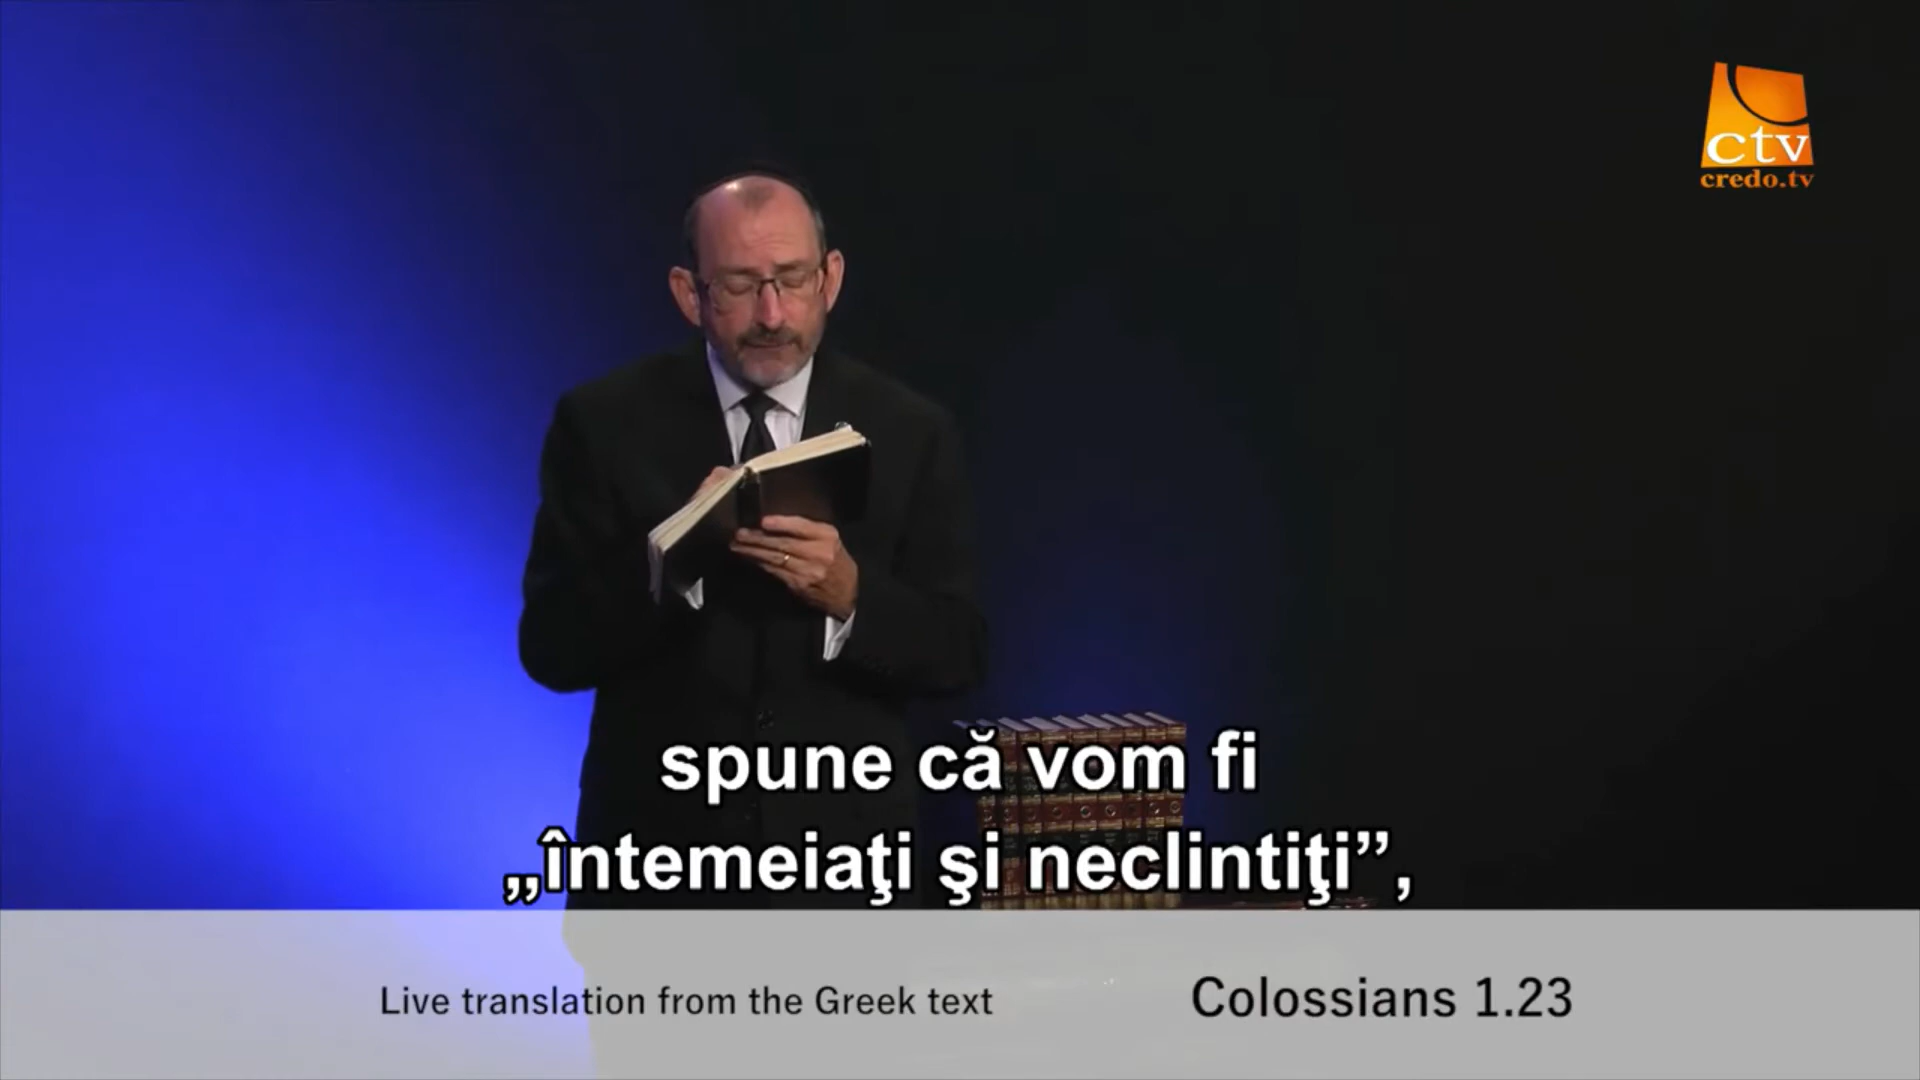 ctv
credo.tv
spune că vom fi
„întemeiaţi şi neclintiţi”,
Live translation from the Greek text
Colossians 1.23